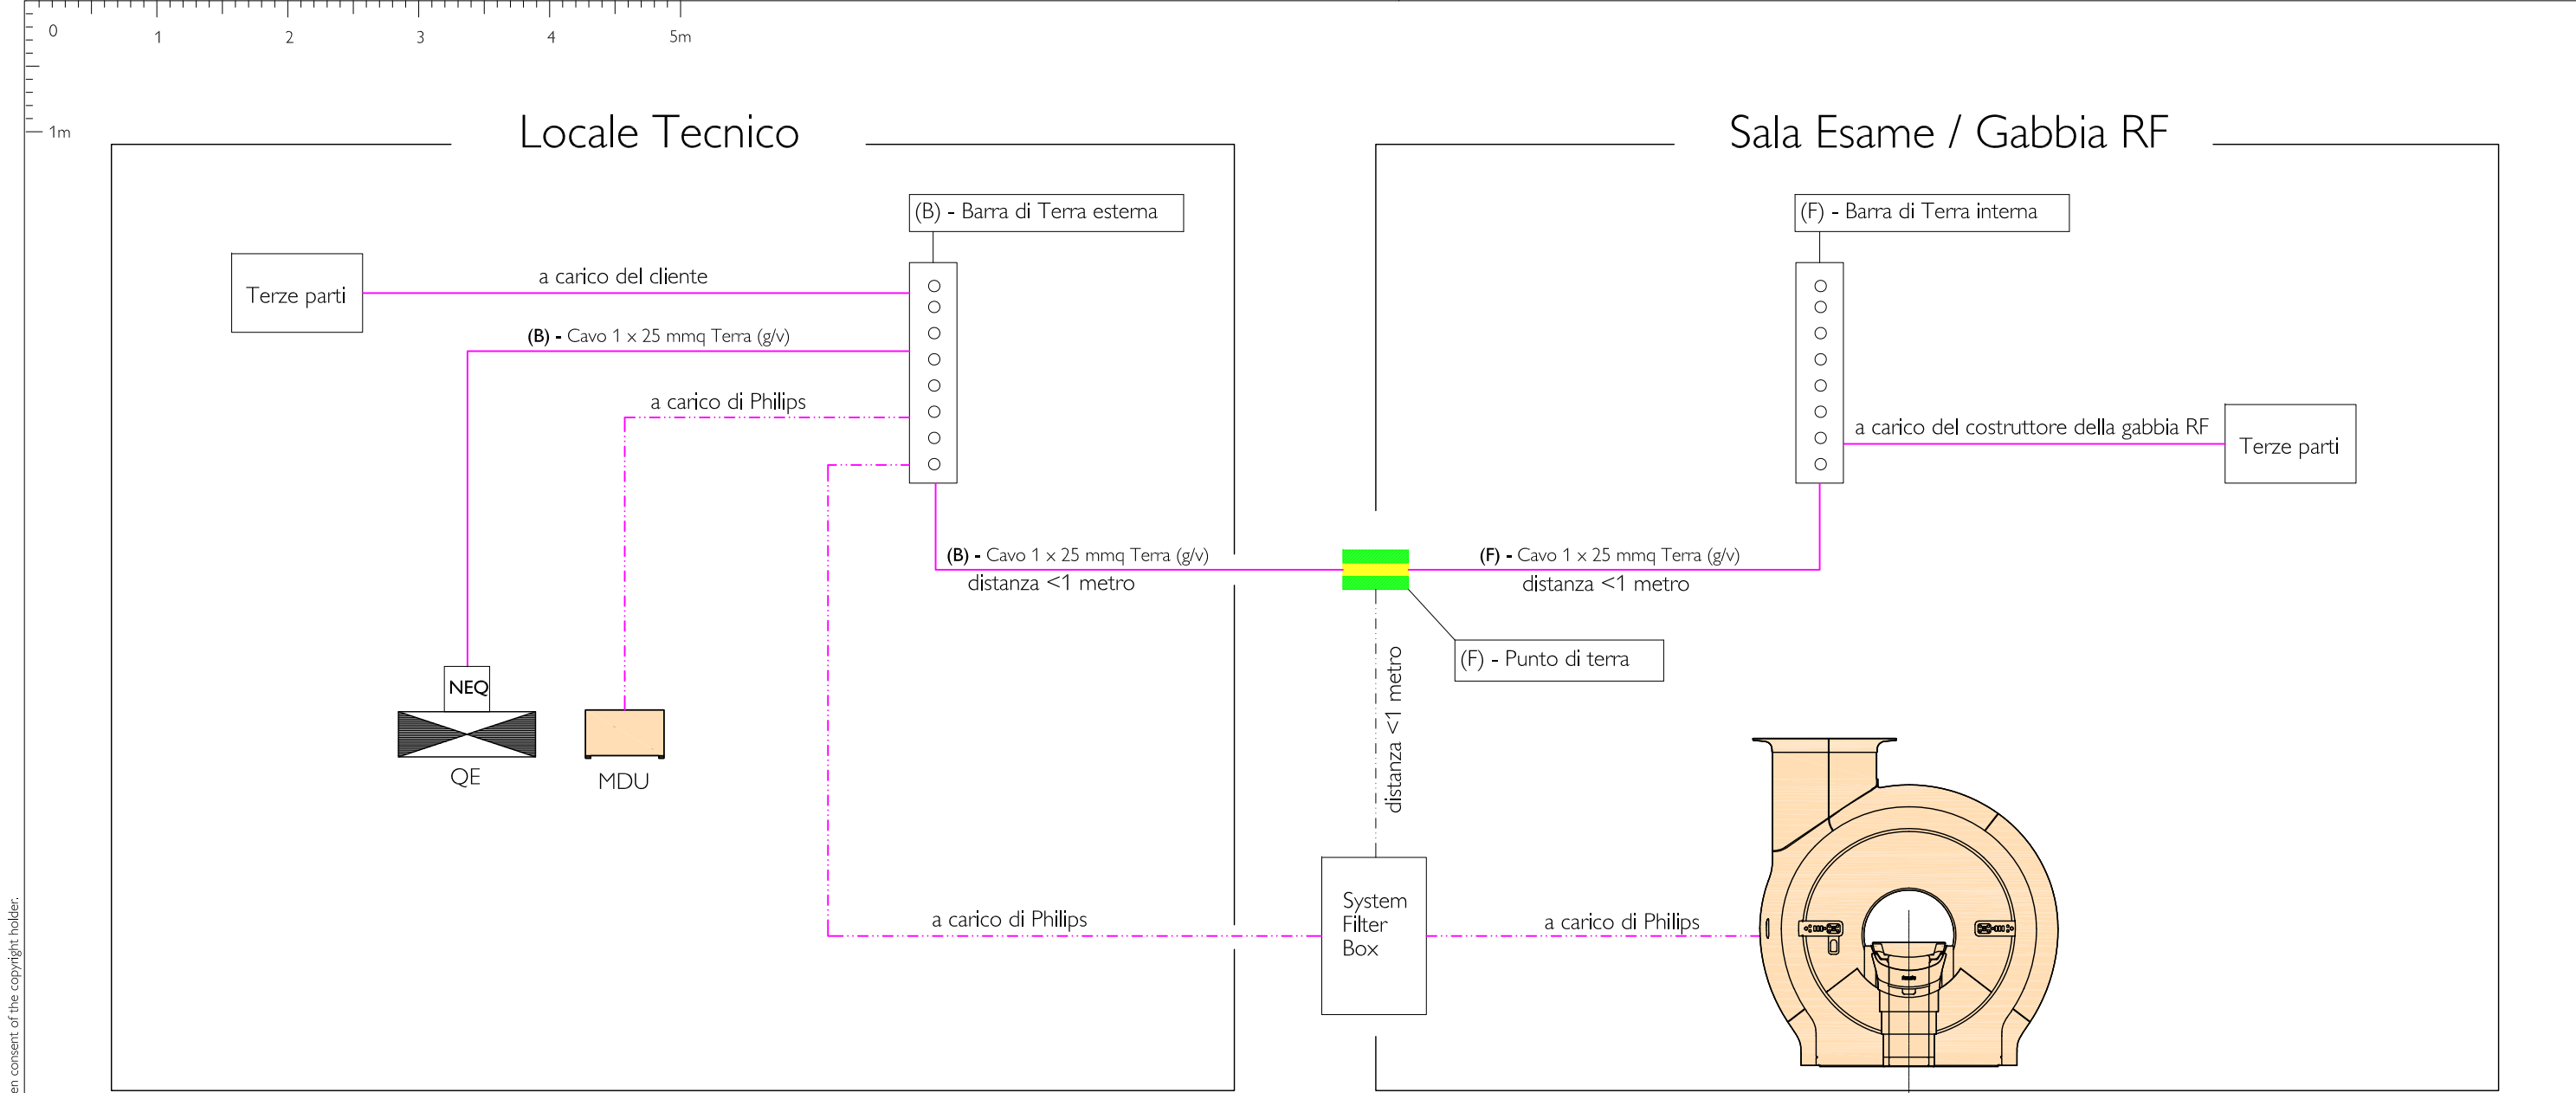 0
1
2
3
4
5m
1m
Locale Tecnico
Sala Esame / Gabbia RF
(B) - Barra di Terra esterna
(F) - Barra di Terra interna
Terze parti
a carico del cliente
(B) - Cavo 1 x 25 mmq Terra (g/v)
a carico di Philips
a carico del costruttore della gabbia RF
Terze parti
(B) - Cavo 1 x 25 mmq Terra (g/v)
distanza <1 metro
(F) - Cavo 1 x 25 mmq Terra (g/v)
distanza <1 metro
(F) - Punto di terra
distanza <1 metro
NEQ
QE
MDU
a carico di Philips
System
Filter
Box
a carico di Philips
en consent of the copyright holder.